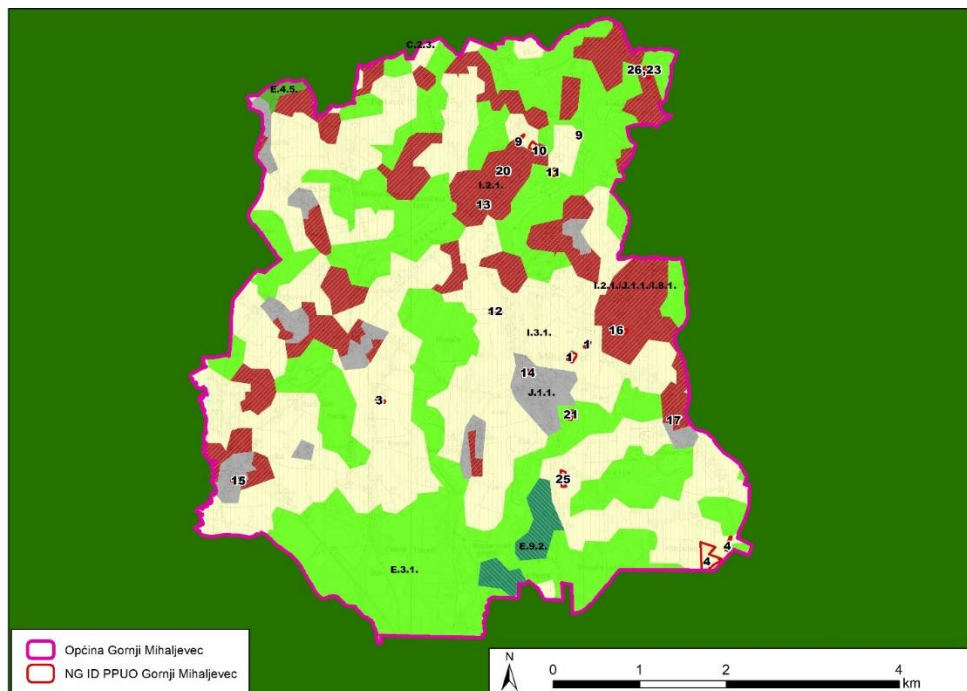 C.2.3.
26;23
E.4.5.
9
9
10
20
11
I.2.1.
13
I.2.1./J.1.1./I.8.1.
12
I.3.1.
16
1
1
14
J.1.1.
3
21
17
15
25
E.9.2.
4
4
E.3.1.
Općina Gornji Mihaljevec
NG ID PPUO Gornji Mihaljevec
N
0 1 2 4
km